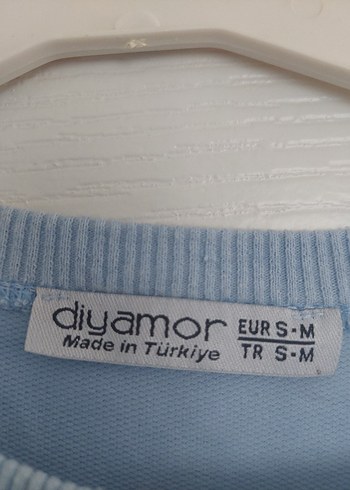 diyamor
Made in Türkiye
EUR S-M
TR S-M